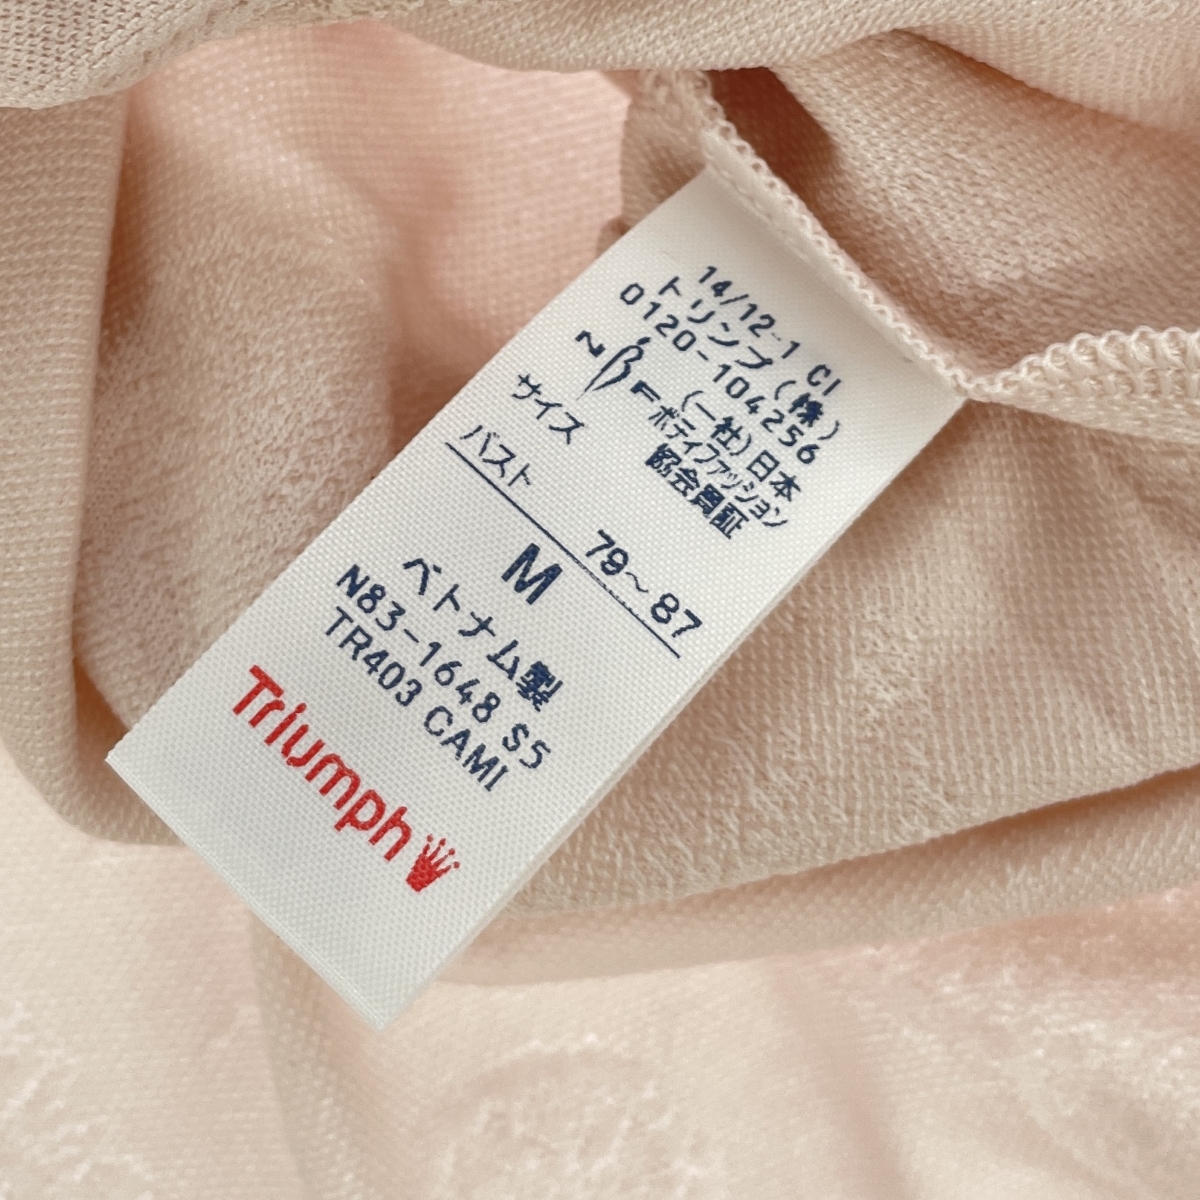 14/12-1 CI
トリンプ(株)
0120-104256
NBF
(一社)日本
ボディファッション
協会員証
サイズ
バスト 79~87
M
ベトナム製
N83-1648 S5
TR403 CAMI
Triumph